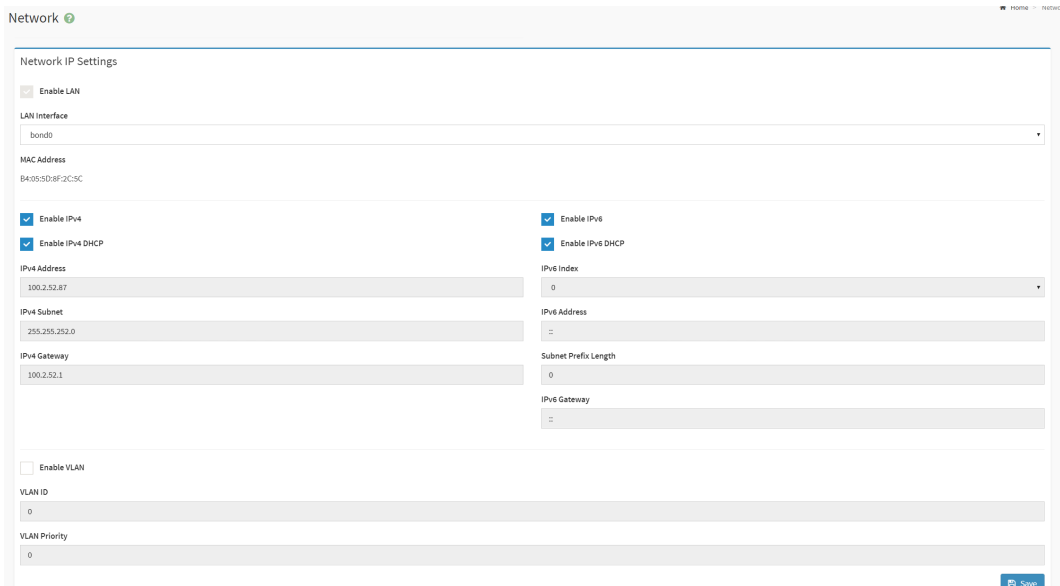 Home > Netwo
Network
Network IP Settings
Enable LAN
LAN Interface
bond0
MAC Address
B4:05:5D:8F:2C:5C
Enable IPv4
Enable IPv4 DHCP
IPv4 Address
100.2.52.87
IPv4 Subnet
255.255.252.0
IPv4 Gateway
100.2.52.1
Enable IPv6
Enable IPv6 DHCP
IPv6 Index
0
IPv6 Address
::
Subnet Prefix Length
0
IPv6 Gateway
::
Enable VLAN
VLAN ID
0
VLAN Priority
0
Save